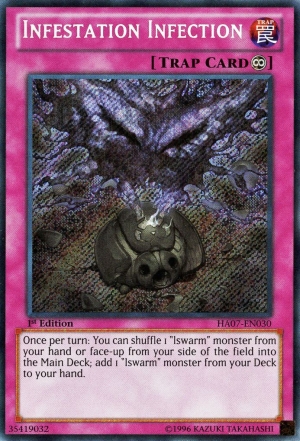 INFESTATION INFECTION
TRAP
罠
[TRAP CARD]
1st Edition
HA07-EN030
Once per turn: You can shuffle 1 "lswarm" monster from
your hand or face-up from your side of the field into
the Main Deck; add 1 "lswarm" monster from your Deck
to your hand.
35419032
©1996 KAZUKI TAKAHASHI